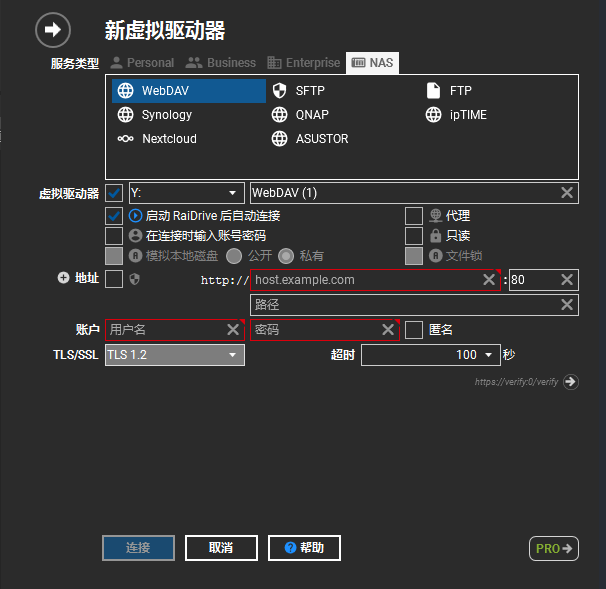 新虚拟驱动器
服务类型 Personal Business Enterprise NAS
WebDAV SFTP FTP
Synology QNAP ipTIME
Nextcloud ASUSTOR
虚拟驱动器 Y: WebDAV (1)
启动 RaiDrive 后自动连接 代理
在连接时输入账号密码 只读
模拟本地磁盘 公开 私有 文件锁
地址 http:// host.example.com :80
路径
账户 用户名 密码 匿名
TLS/SSL TLS 1.2 超时 100 秒
https://verify:0/verify
连接 取消 ? 帮助 PRO